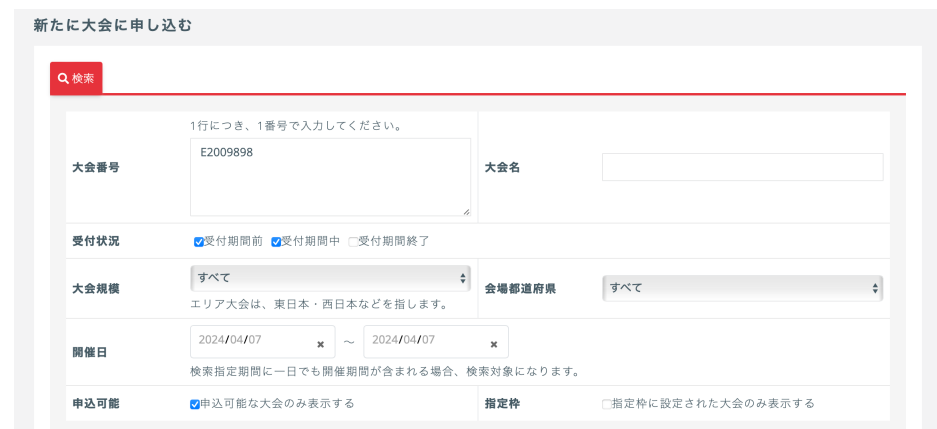 新たに大会に申し込む
検索
1行につき、1番号で入力してください。
大会番号
E2009898
大会名
受付状況
受付期間前 受付期間中 受付期間終了
大会規模
すべて
エリア大会は、東日本・西日本などを指します。
会場都道府県
すべて
開催日
2024/04/07 ～ 2024/04/07
検索指定期間に一日でも開催期間が含まれる場合、検索対象になります。
申込可能
申込可能な大会のみ表示する
指定枠
指定枠に設定された大会のみ表示する